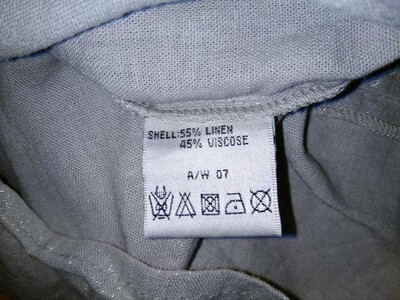 SHELL:55% LINEN
45% VISCOSE
A/W 07